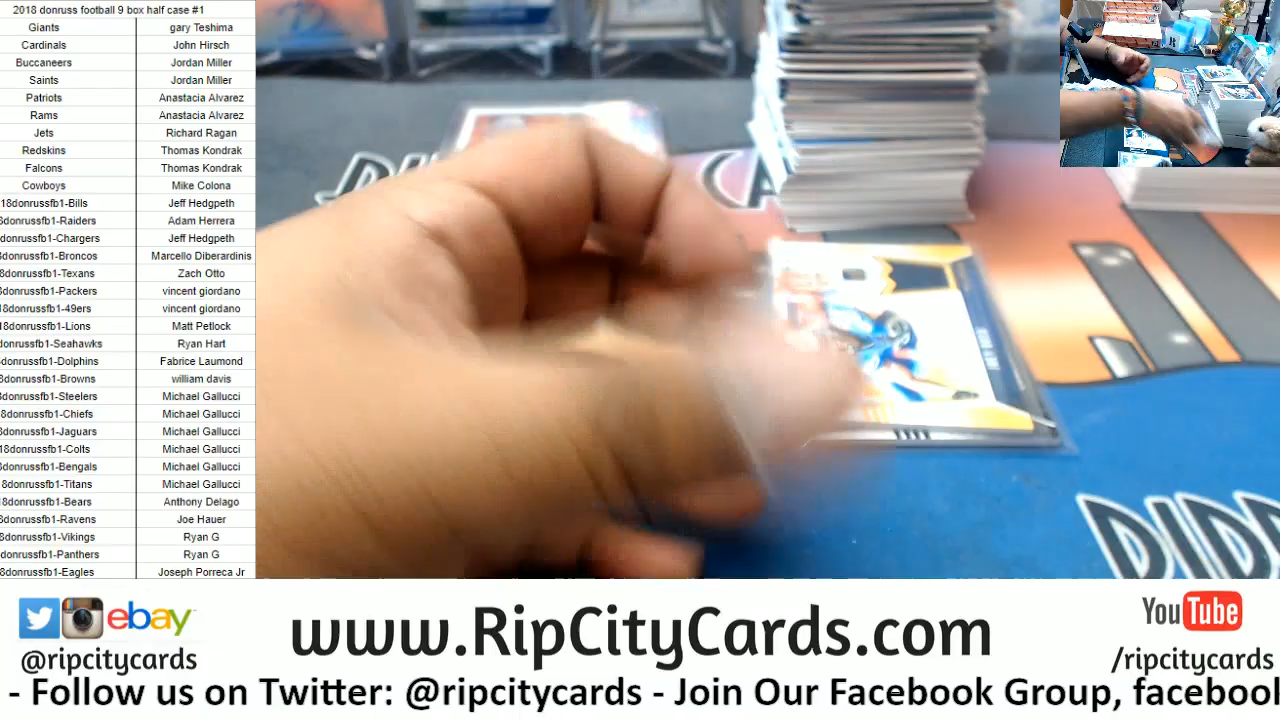 2018 donruss football 9 box half case #1
Giants gary Teshima
Cardinals John Hirsch
Buccaneers Jordan Miller
Saints Jordan Miller
Patriots Anastacia Alvarez
Rams Anastacia Alvarez
Jets Richard Ragan
Redskins Thomas Kondrak
Falcons Thomas Kondrak
Cowboys Mike Colona
18donrussfb1-Bills Jeff Hedgpeth
8donrussfb1-Raiders Adam Herrera
donrussfb1-Chargers Jeff Hedgpeth
8donrussfb1-Broncos Marcello Diberardinis
8donrussfb1-Texans Zach Otto
8donrussfb1-Packers vincent giordano
18donrussfb1-49ers vincent giordano
18donrussfb1-Lions Matt Petlock
donrussfb1-Seahawks Ryan Hart
donrussfb1-Dolphins Fabrice Laumond
8donrussfb1-Browns william davis
8donrussfb1-Steelers Michael Gallucci
8donrussfb1-Chiefs Michael Gallucci
8donrussfb1-Jaguars Michael Gallucci
18donrussfb1-Colts Michael Gallucci
8donrussfb1-Bengals Michael Gallucci
18donrussfb1-Titans Michael Gallucci
18donrussfb1-Bears Anthony Delago
8donrussfb1-Ravens Joe Hauer
8donrussfb1-Vikings Ryan G
donrussfb1-Panthers Ryan G
8donrussfb1-Eagles Joseph Porreca Jr
ebay
@ripcitycards
www.RipCityCards.com
YouTube
/ripcitycards
- Follow us on Twitter: @ripcitycards - Join Our Facebook Group, facebook